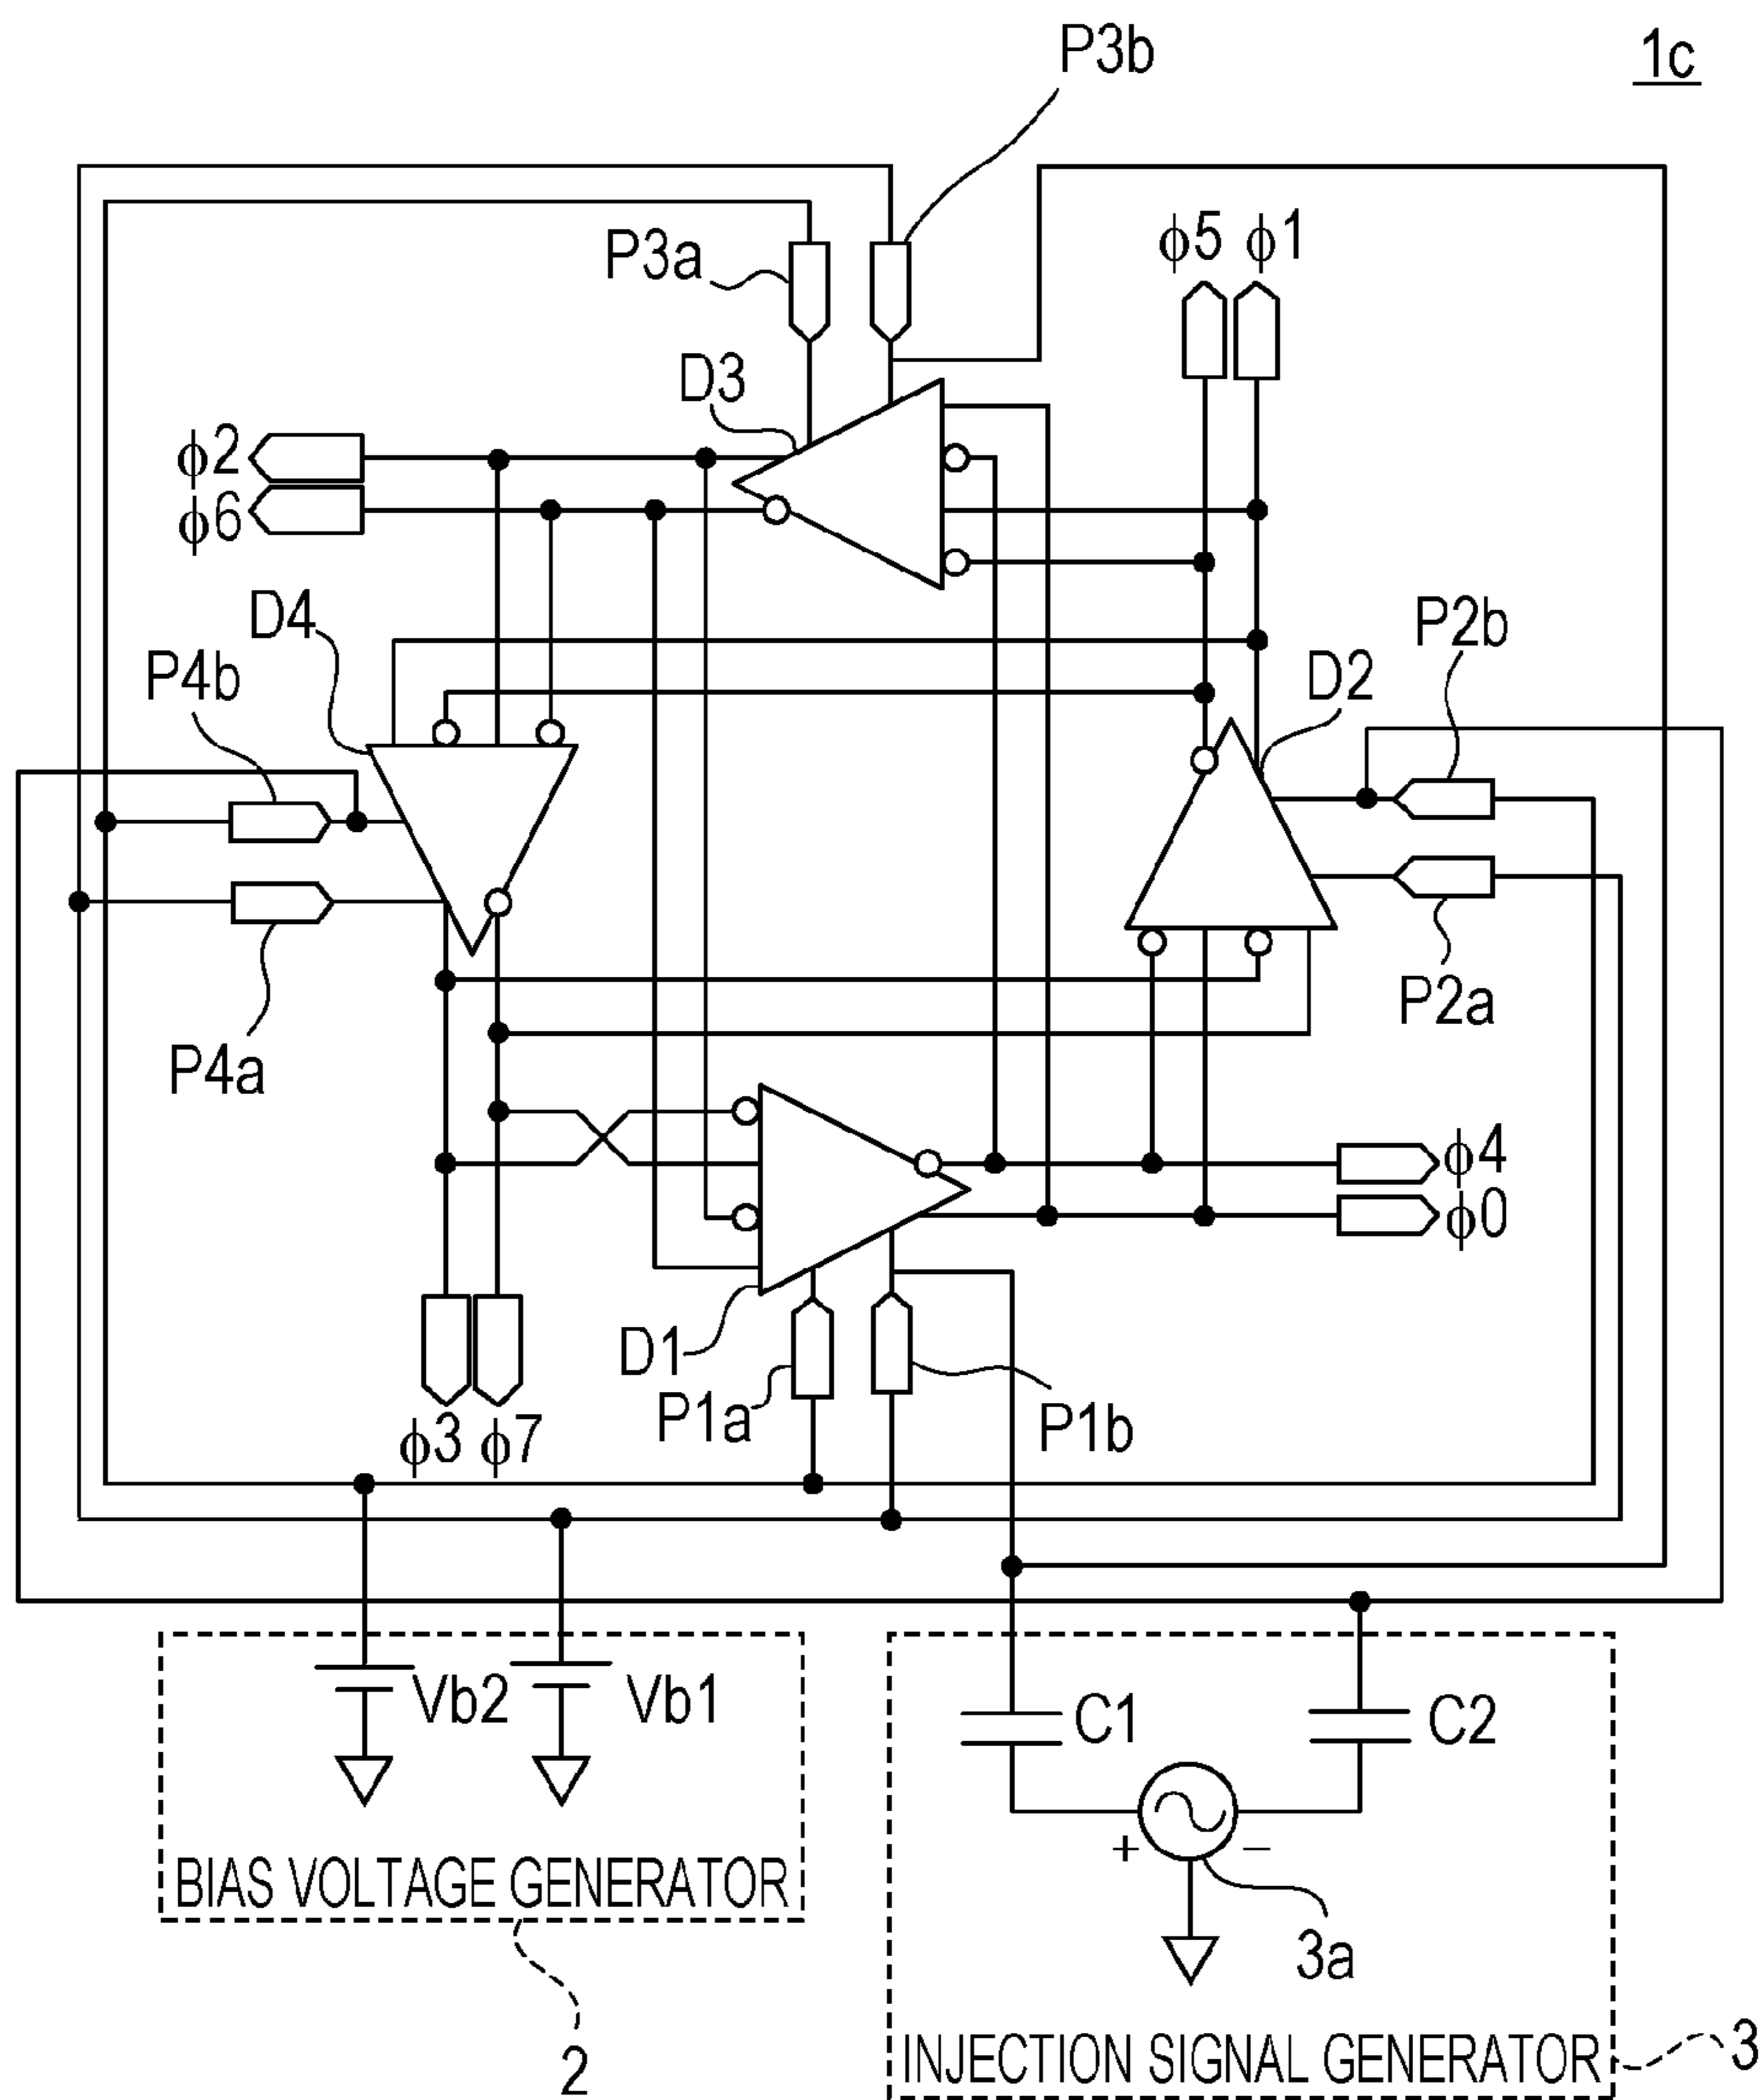 P3b
1c
P3a
ϕ5
ϕ1
D3
ϕ2
ϕ6
D4
P2b
P4b
D2
P2a
P4a
ϕ4
ϕ0
D1
P1a
P1b
ϕ3
ϕ7
Vb2
Vb1
C1
C2
+
−
BIAS VOLTAGE GENERATOR
3a
2
INJECTION SIGNAL GENERATOR
3